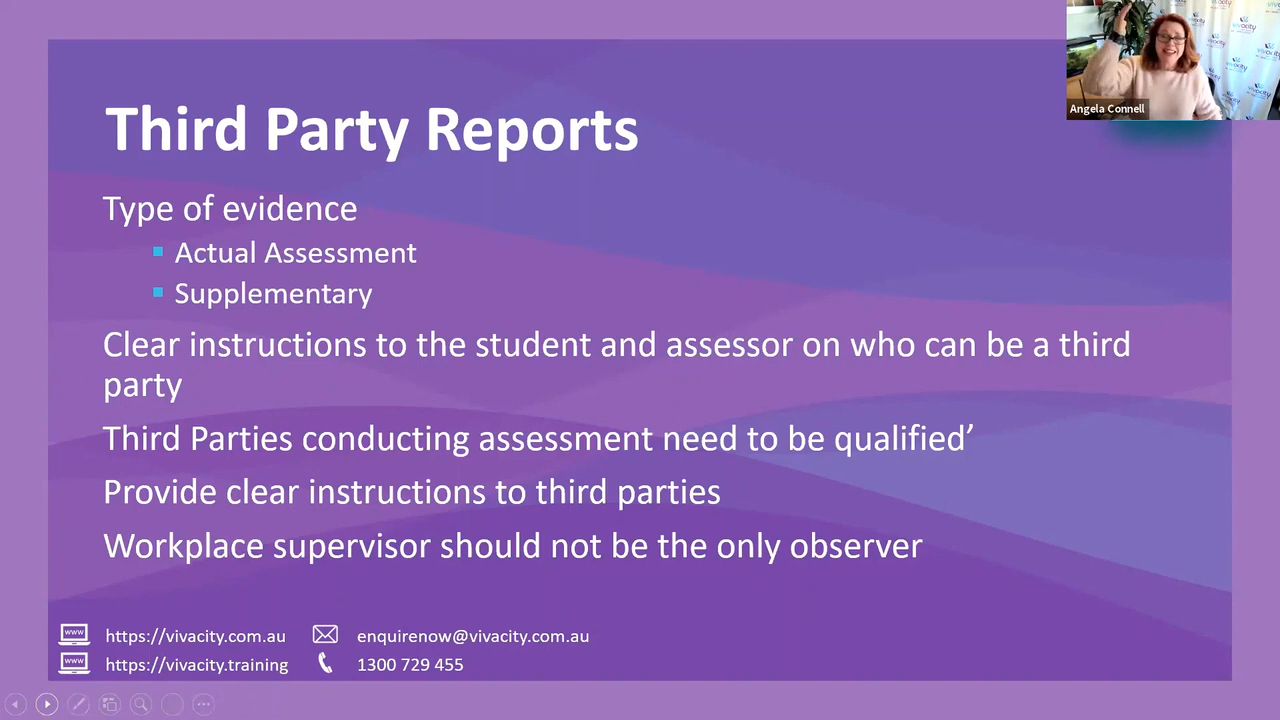 Third Party Reports
Type of evidence
Actual Assessment
Supplementary
Clear instructions to the student and assessor on who can be a third
party
Third Parties conducting assessment need to be qualified’
Provide clear instructions to third parties
Workplace supervisor should not be the only observer
www https://vivacity.com.au enquirenow@vivacity.com.au
www https://vivacity.training 1300 729 455
Angela Connell
vivacity